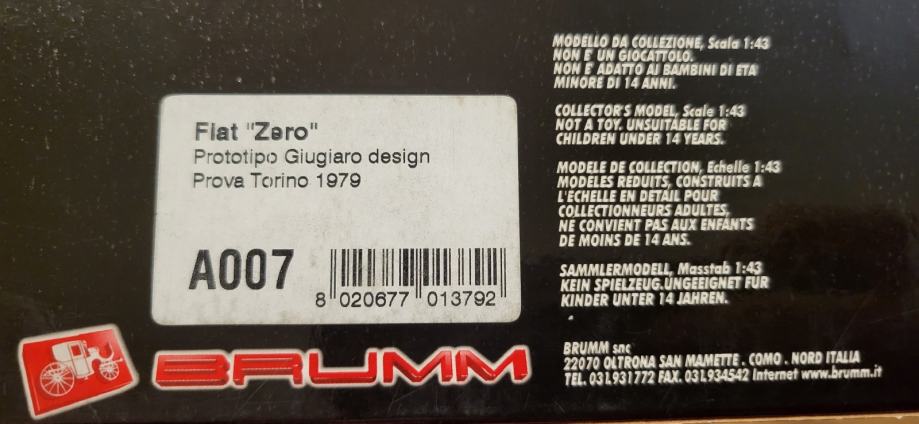 Fiat "Zero"
Prototipo Giugiaro design
Prova Torino 1979
A007
8 020677 013792
BRUMM
MODELLO DA COLLEZIONE, Scala 1:43
NON E' UN GIOCATTOLO.
NON E' ADATTO AI BAMBINI DI ETA
MINORE DI 14 ANNI.
COLLECTOR'S MODEL, Scale 1:43
NOT A TOY. UNSUITABLE FOR
CHILDREN UNDER 14 YEARS.
MODELE DE COLLECTION, Echelle 1:43
MODELES REDUITS, CONSTRUITS A
L'ECHELLE EN DETAIL POUR
COLLECTIONNEURS ADULTES,
NE CONVIENT PAS AUX ENFANTS
DE MOINS DE 14 ANS.
SAMMLERMODELL, Masstab 1:43
KEIN SPIELZEUG.UNGEEIGNET FUR
KINDER UNTER 14 JAHREN.
BRUMM snc
22070 OLTRONA SAN MAMETTE . COMO . NORD ITALIA
TEL. 031.931772 FAX. 031.934542 Internet www.brumm.it